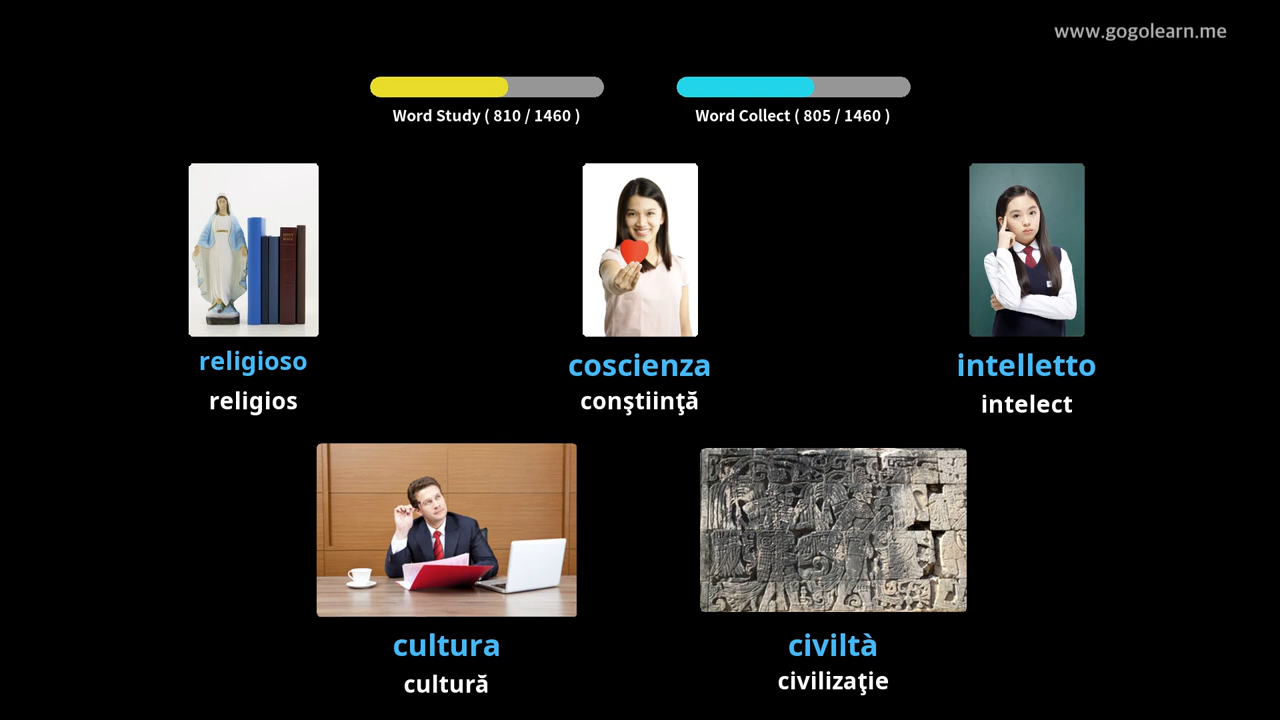 www.gogolearn.me
Word Study ( 810 / 1460 )
Word Collect ( 805 / 1460 )
religioso
religios
coscienza
conştiinţă
intelletto
intelect
cultura
cultură
civiltà
civilizaţie